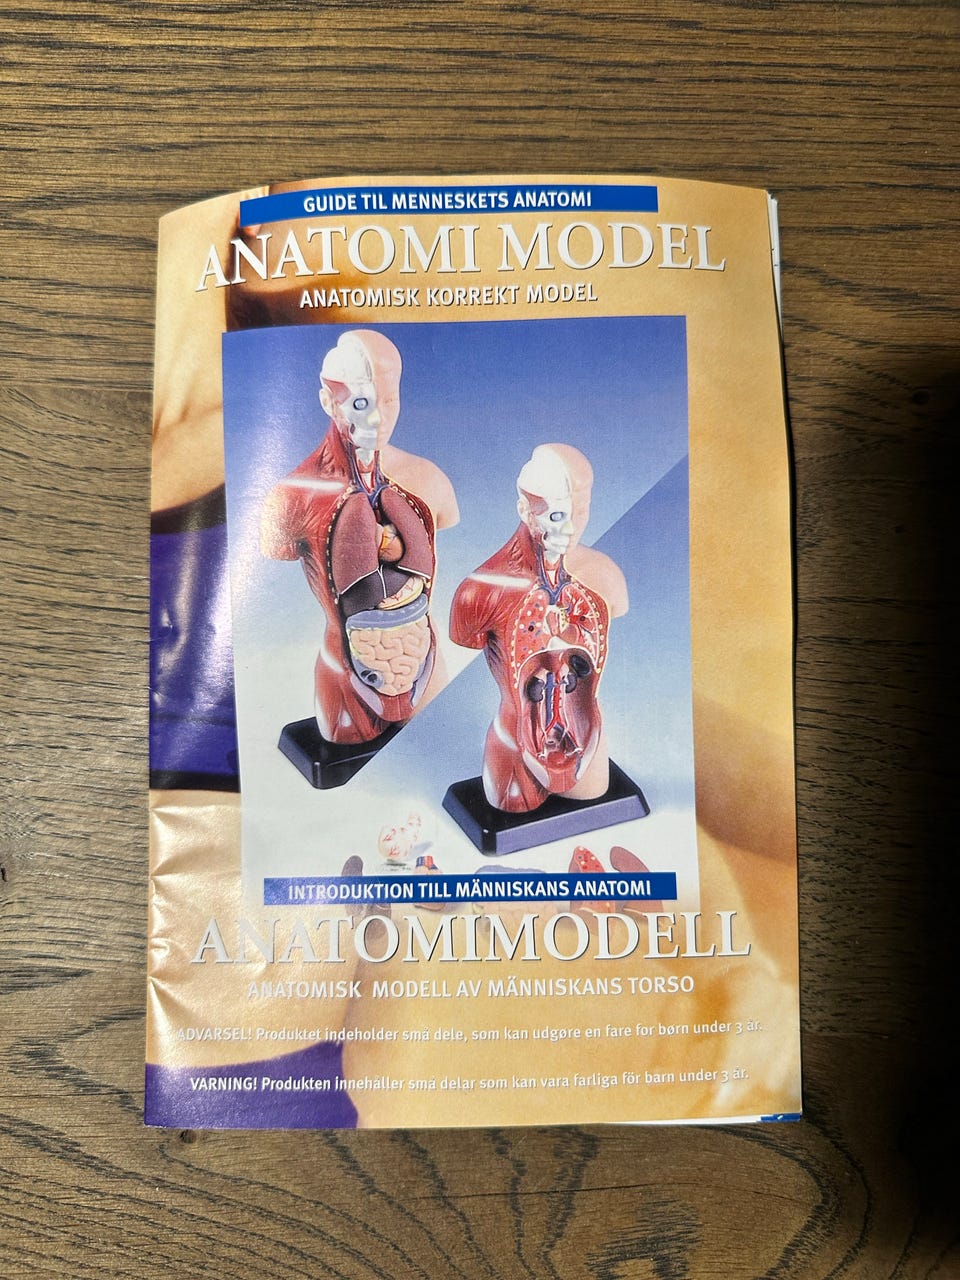 GUIDE TIL MENNESKETS ANATOMI
ANATOMI MODEL
ANATOMISK KORREKT MODEL
INTRODUKTION TILL MÄNNISKANS ANATOMI
ANATOMIMODELL
ANATOMISK MODELL AV MÄNNISKANS TORSO
ADVARSEL! Produktet indeholder små dele, som kan udgøre en fare for børn under 3 år.
VARNING! Produkten innehåller små delar som kan vara farliga för barn under 3 år.